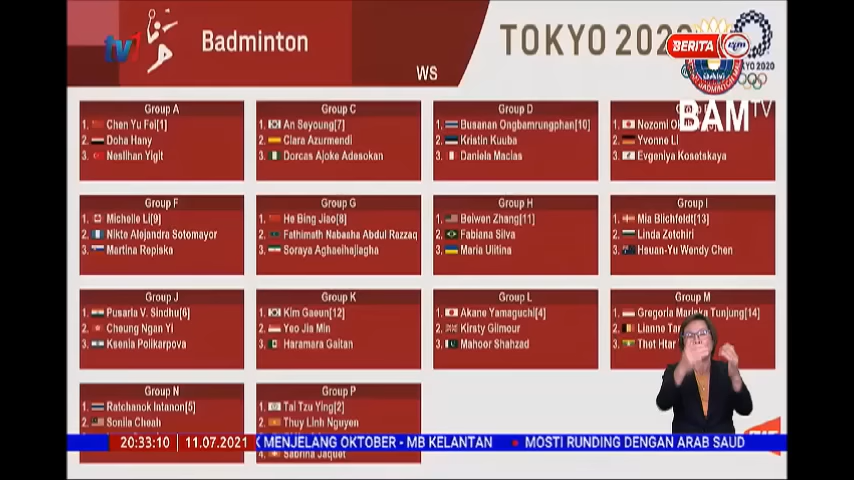 tv1
Badminton
WS
TOKYO 202
BERITA
BAM TV
Group A
1. Chen Yu Fei[1]
2. Doha Hany
3. Neslihan Yigit
Group C
1. An Seyoung[7]
2. Clara Azurmendi
3. Dorcas Ajoke Adesokan
Group D
1. Busanan Ongbamrungphan[10]
2. Kristin Kuuba
3. Daniela Macias
1. Nozomi
2. Yvonne Li
3. Evgeniya Kosetskaya
Group F
1. Michelle Li[9]
2. Nikte Alejandra Sotomayor
3. Martina Repiska
Group G
1. He Bing Jiao[8]
2. Fathimath Nabaaha Abdul Razzaq
3. Soraya Aghaeihajiagha
Group H
1. Beiwen Zhang[11]
2. Fabiana Silva
3. Maria Ulitina
Group I
1. Mia Blichfeldt[13]
2. Linda Zetchiri
3. Hsuan-Yu Wendy Chen
Group J
1. Pusarla V. Sindhu[6]
2. Cheung Ngan Yi
3. Ksenia Polikarpova
Group K
1. Kim Gaeun[12]
2. Yeo Jia Min
3. Haramara Gaitan
Group L
1. Akane Yamaguchi[4]
2. Kirsty Gilmour
3. Mahoor Shahzad
Group M
1. Gregoria Mariska Tunjung[14]
2. Lianne Tan
3. Thet Htar
Group N
1. Ratchanok Intanon[5]
2. Soniia Cheah
Group P
1. Tai Tzu Ying[2]
2. Thuy Linh Nguyen
4. Sabrina Jaquet
20:33:10 11.07.2021 K MENJELANG OKTOBER - MB KELANTAN • MOSTI RUNDING DENGAN ARAB SAUD